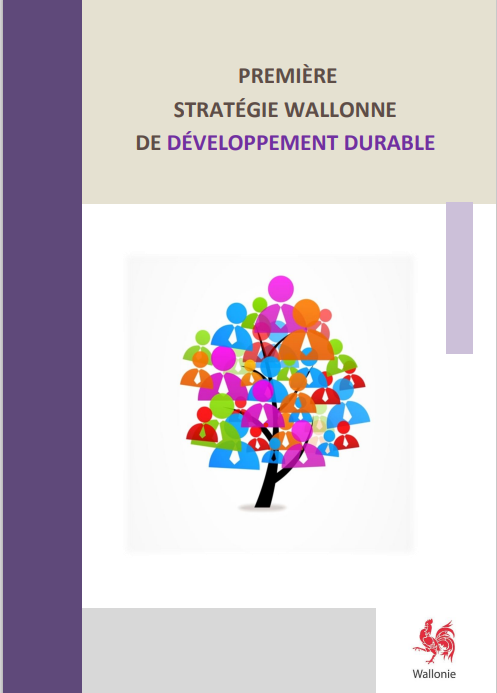 PREMIÈRE
STRATÉGIE WALLONNE
DE DÉVELOPPEMENT DURABLE
Wallonie